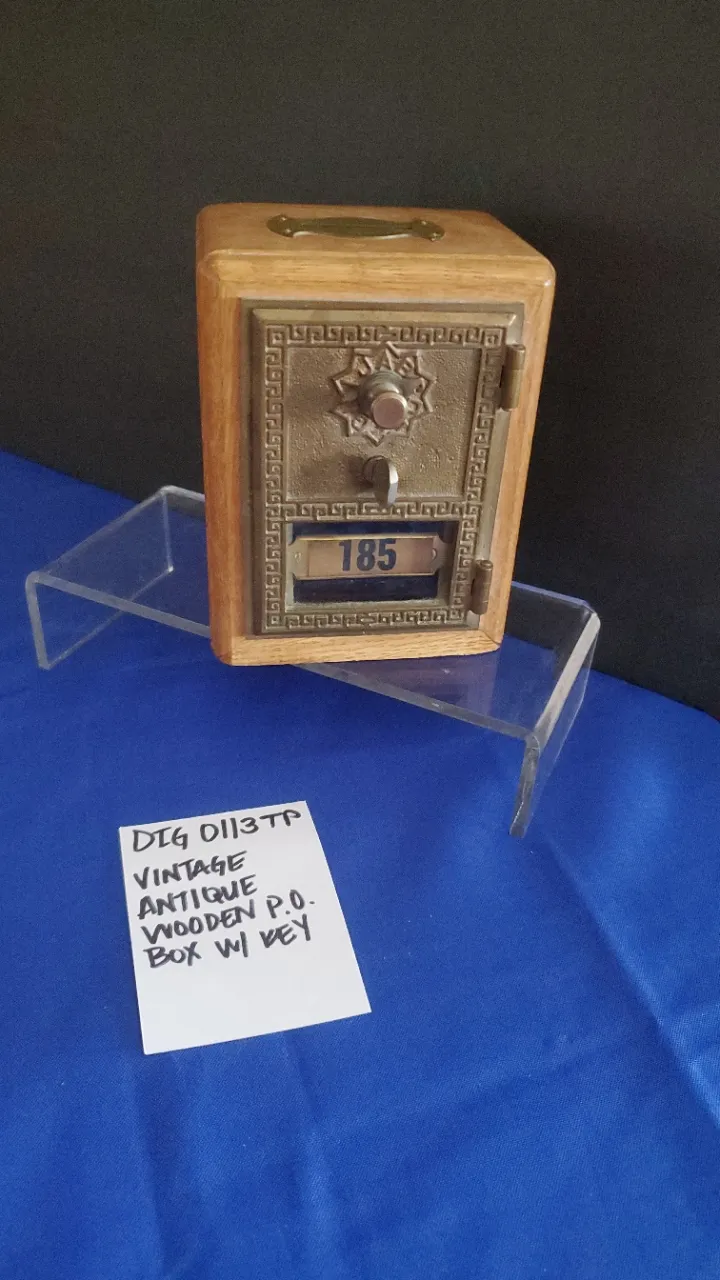 185
DIG 0113TP
VINTAGE
ANTIQUE
WOODEN P.O.
BOX W/ KEY